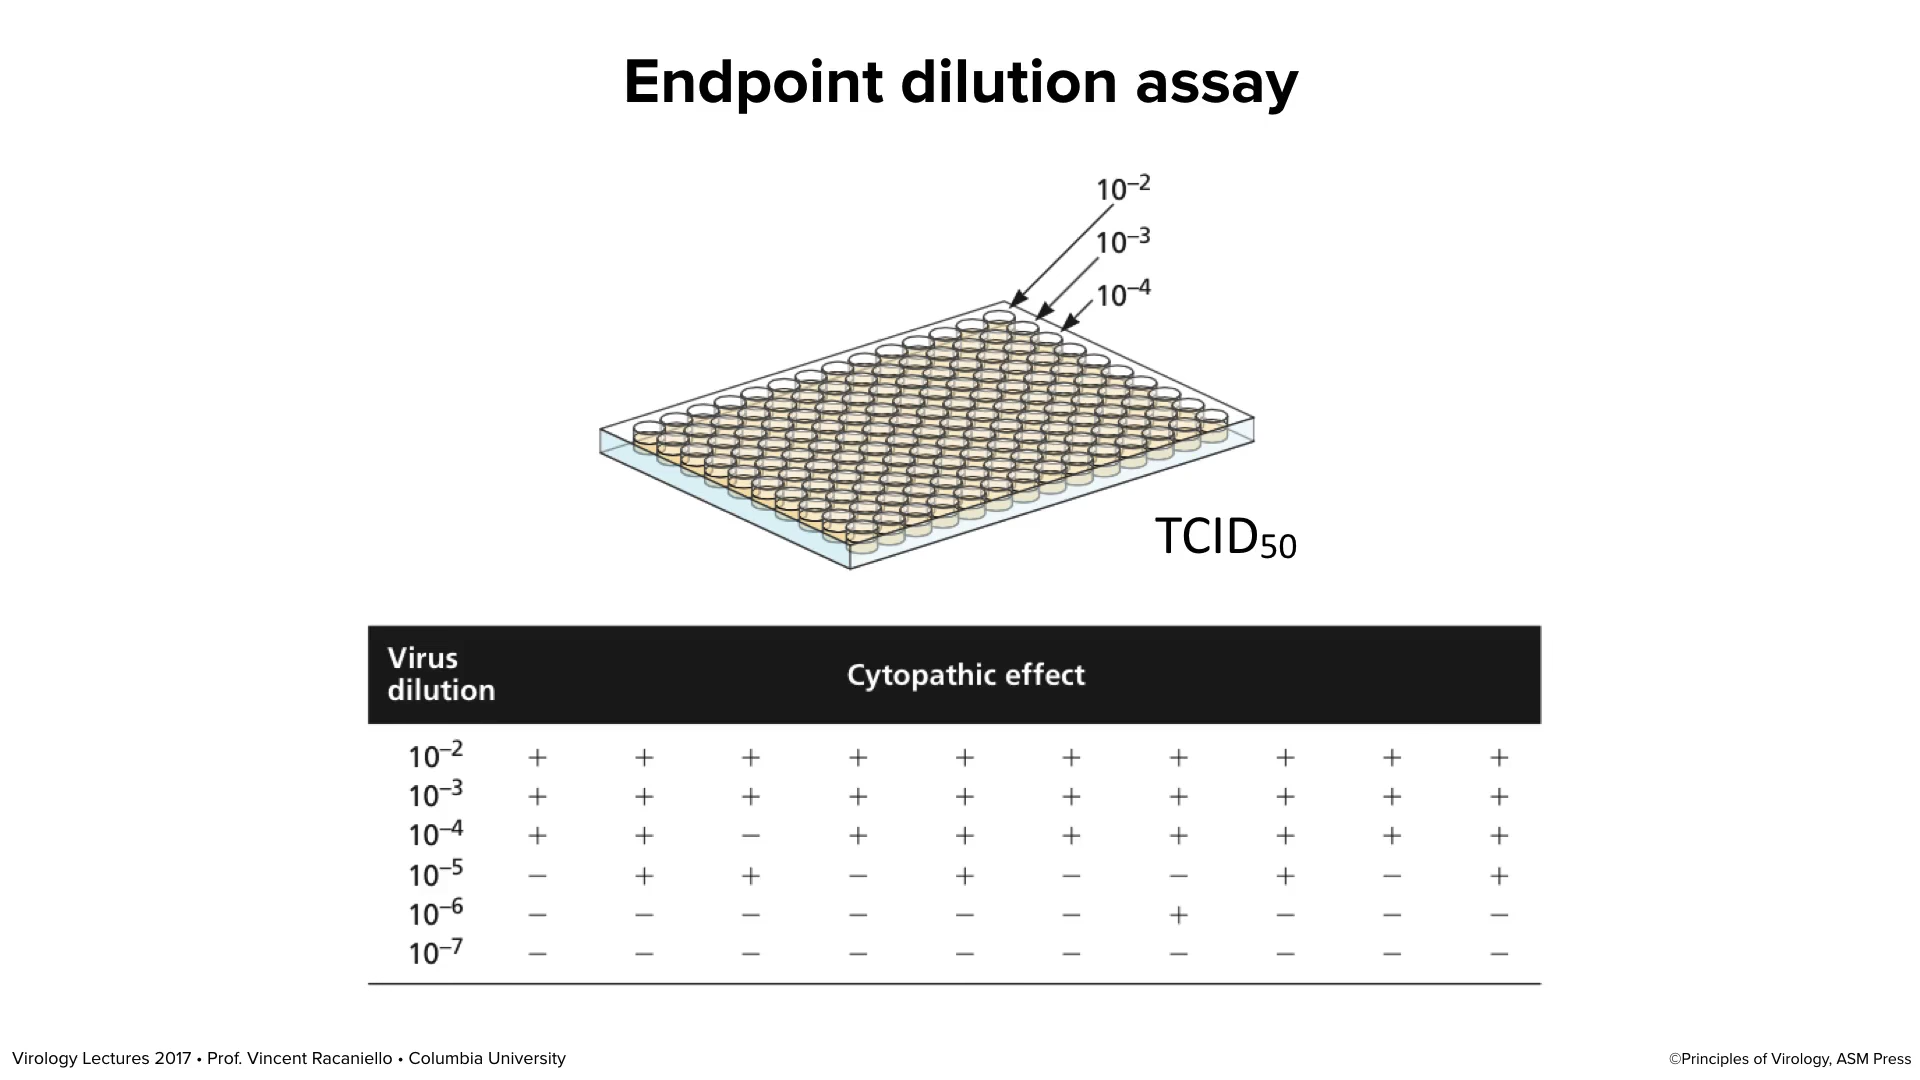 Endpoint dilution assay
10⁻²
10⁻³
10⁻⁴
TCID₅₀
Virus
dilution
Cytopathic effect
10⁻² + + + + + + + + + +
10⁻³ + + + + + + + + + +
10⁻⁴ + + − + + + + + + +
10⁻⁵ − + + − + − − + − +
10⁻⁶ − − − − − − + − − −
10⁻⁷ − − − − − − − − − −
Virology Lectures 2017 • Prof. Vincent Racaniello • Columbia University
©Principles of Virology, ASM Press